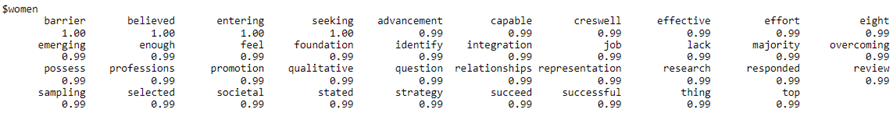 $women
barrier believed entering seeking advancement capable creswell effective effort eight
1.00 1.00 1.00 1.00 0.99 0.99 0.99 0.99 0.99 0.99
emerging enough feel foundation identify integration job lack majority overcoming
0.99 0.99 0.99 0.99 0.99 0.99 0.99 0.99 0.99 0.99
possess professions promotion qualitative question relationships representation research responded review
0.99 0.99 0.99 0.99 0.99 0.99 0.99 0.99 0.99 0.99
sampling selected societal stated strategy succeed successful thing top
0.99 0.99 0.99 0.99 0.99 0.99 0.99 0.99 0.99